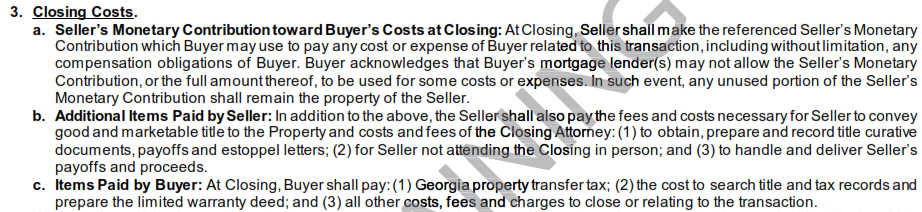 3. Closing Costs.
a. Seller's Monetary Contribution toward Buyer's Costs at Closing: At Closing, Seller shall make the referenced Seller's Monetary
Contribution which Buyer may use to pay any cost or expense of Buyer related to this transaction, including without limitation, any
compensation obligations of Buyer. Buyer acknowledges that Buyer's mortgage lender(s) may not allow the Seller's Monetary
Contribution, or the full amount thereof, to be used for some costs or expenses. In such event, any unused portion of the Seller's
Monetary Contribution shall remain the property of the Seller.
b. Additional Items Paid by Seller: In addition to the above, the Seller shall also pay the fees and costs necessary for Seller to convey
good and marketable title to the Property and costs and fees of the Closing Attorney: (1) to obtain, prepare and record title curative
documents, payoffs and estoppel letters; (2) for Seller not attending the Closing in person; and (3) to handle and deliver Seller's
payoffs and proceeds.
c. Items Paid by Buyer: At Closing, Buyer shall pay: (1) Georgia property transfer tax; (2) the cost to search title and tax records and
prepare the limited warranty deed; and (3) all other costs, fees and charges to close or relating to the transaction.